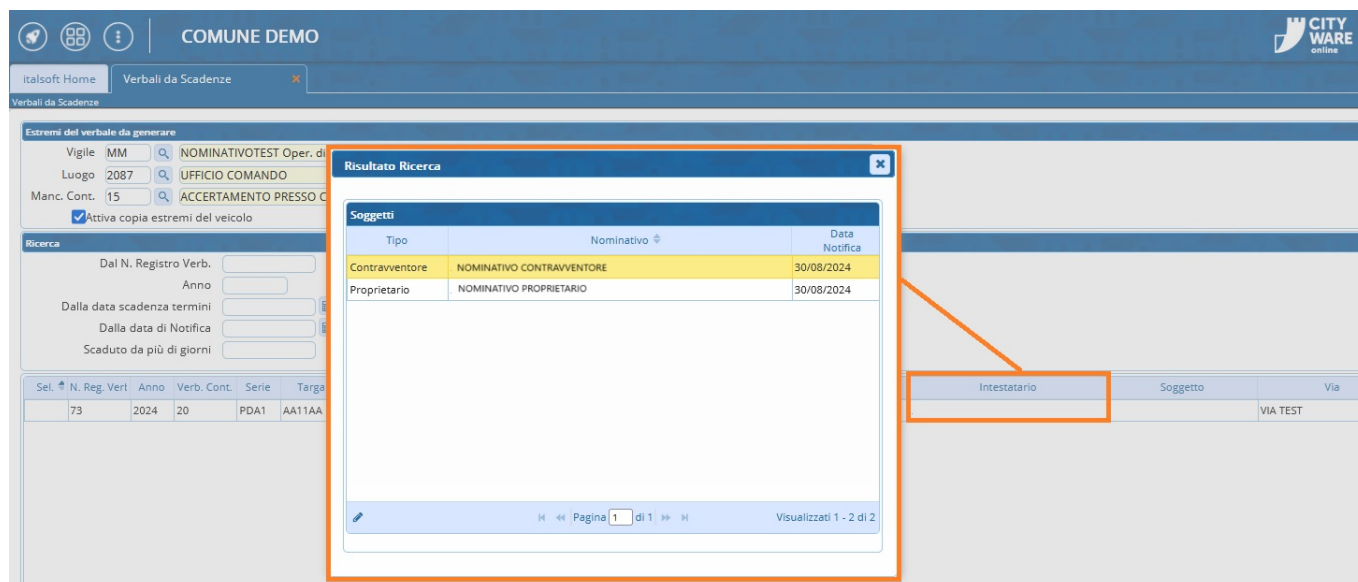 COMUNE DEMO
CITY
WARE
online
italsoft Home
Verbali da Scadenze
Verbali da Scadenze
Estremi del verbale da generare
Vigile MM NOMINATIVOTEST Oper. di
Luogo 2087 UFFICIO COMANDO
Manc. Cont. 15 ACCERTAMENTO PRESSO C
Attiva copia estremi del veicolo
Ricerca
Dal N. Registro Verb.
Anno
Dalla data scadenza termini
Dalla data di Notifica
Scaduto da più di giorni
Sel. N. Reg. Verl Anno Verb. Cont. Serie Targa Intestatario Soggetto Via
73 2024 20 PDA1 AA11AA VIA TEST
Risultato Ricerca
Soggetti
Tipo Nominativo Data
Notifica
Contravventore NOMINATIVO CONTRAVVENTORE 30/08/2024
Proprietario NOMINATIVO PROPRIETARIO 30/08/2024
Pagina 1 di 1 Visualizzati 1 - 2 di 2